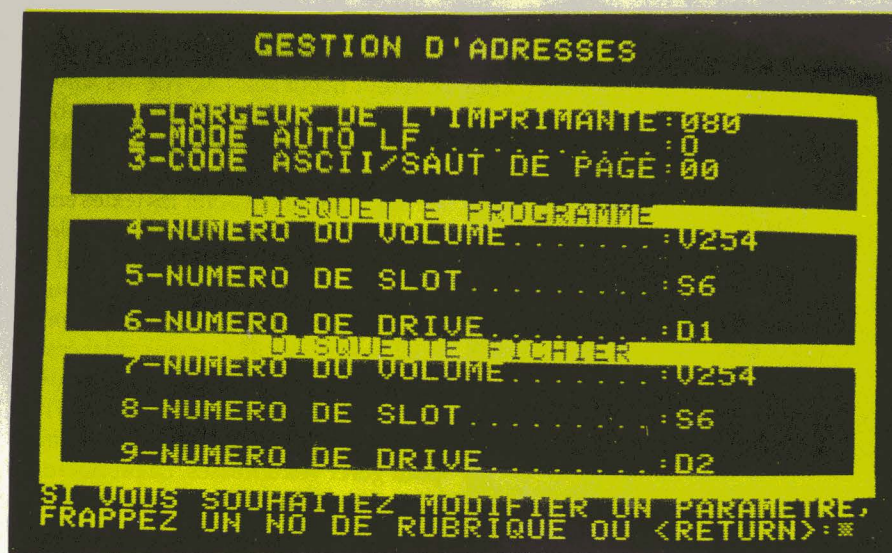 GESTION D'ADRESSES
1-LARGEUR DE L'IMPRIMANTE:080
2-MODE AUTO LF............:O
3-CODE ASCII/SAUT DE PAGE:00
DISQUETTE PROGRAMME
4-NUMERO DU VOLUME.......:V254
5-NUMERO DE SLOT.........:S6
6-NUMERO DE DRIVE........:D1
DISQUETTE FICHIER
7-NUMERO DU VOLUME.......:V254
8-NUMERO DE SLOT.........:S6
9-NUMERO DE DRIVE........:D2
SI VOUS SOUHAITEZ MODIFIER UN PARAMETRE,
FRAPPEZ UN NO DE RUBRIQUE OU <RETURN>: